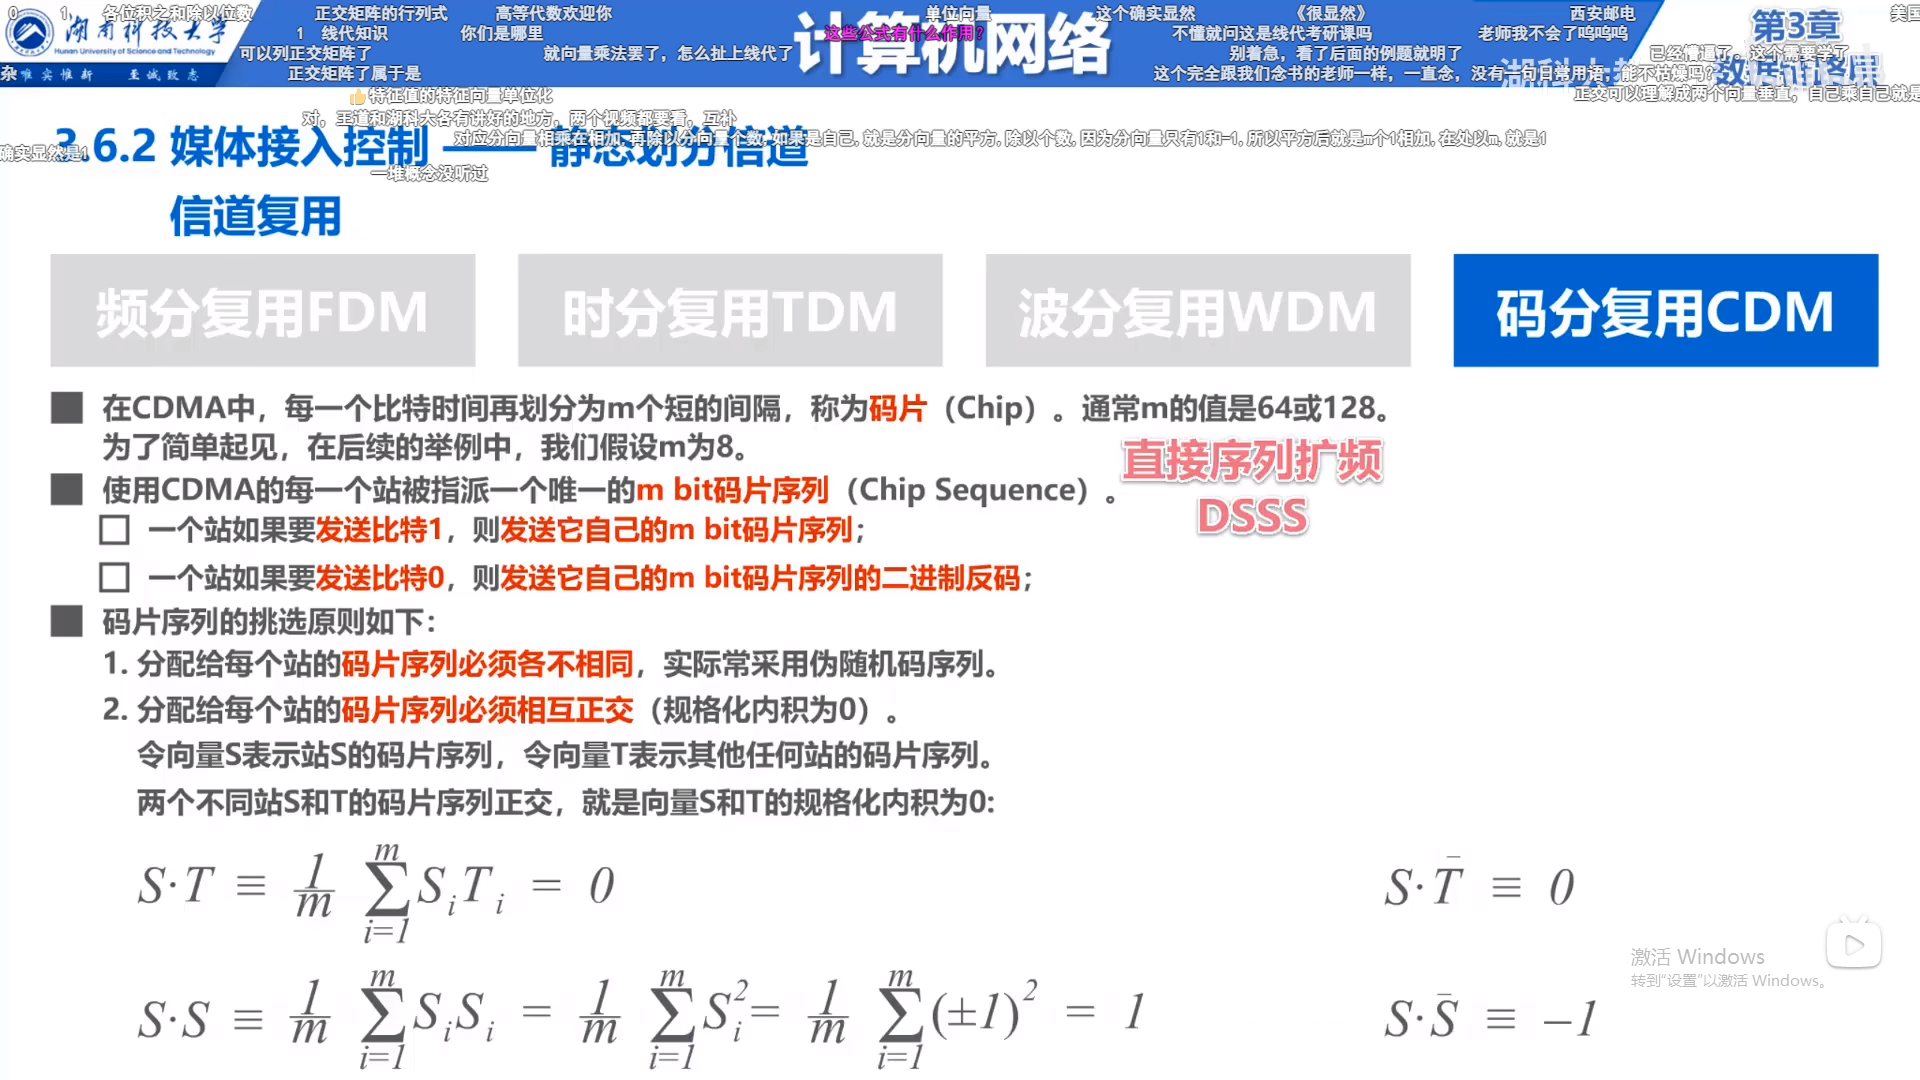 0 1 各位积之和除以位数 正交矩阵的行列式 高等代数欢迎你 单位向量 这个确实显然 《很显然》 西安邮电 美国
1 线代知识 你们是哪里 这些公式有什么作用? 不懂就问这是线代考研课吗 老师我不会了呜呜呜
可以列正交矩阵了 就向量乘法罢了,怎么扯上线代了 别着急,看了后面的例题就明了 已经懵逼了。这个需要学了
杂 正交矩阵了属于是 这个完全跟我们念书的老师一样,一直念,没有一句日常用语,能不枯燥吗?
湖南科技大学
Hunan University of Science and Technology
唯实惟新 至诚致志
计算机网络
第3章
数据链路层
湖科大
👍特征值的特征向量单位化 正交可以理解成两个向量垂直,自己乘自己就是
对,王道和湖科大各有讲好的地方,两个视频都要看,互补
对应分向量相乘在相加,再除以分向量个数,如果是自己,就是分向量的平方,除以个数,因为分向量只有1和-1,所以平方后就是m个1相加,在处以m,就是1
确实显然是1
3.6.2 媒体接入控制 —— 静态划分信道
一堆概念没听过
信道复用
频分复用FDM 时分复用TDM 波分复用WDM 码分复用CDM
在CDMA中,每一个比特时间再划分为m个短的间隔,称为码片(Chip)。通常m的值是64或128。
为了简单起见,在后续的举例中,我们假设m为8。
直接序列扩频
DSSS
使用CDMA的每一个站被指派一个唯一的m bit码片序列(Chip Sequence)。
一个站如果要发送比特1,则发送它自己的m bit码片序列;
一个站如果要发送比特0,则发送它自己的m bit码片序列的二进制反码;
码片序列的挑选原则如下:
1. 分配给每个站的码片序列必须各不相同,实际常采用伪随机码序列。
2. 分配给每个站的码片序列必须相互正交(规格化内积为0)。
令向量S表示站S的码片序列,令向量T表示其他任何站的码片序列。
两个不同站S和T的码片序列正交,就是向量S和T的规格化内积为0:
S·T ≡ 1/m ∑_{i=1}^{m} S_i T_i = 0 S·T̄ ≡ 0
S·S ≡ 1/m ∑_{i=1}^{m} S_i S_i = 1/m ∑_{i=1}^{m} S_i^2 = 1/m ∑_{i=1}^{m} (±1)^2 = 1 S·S̄ ≡ –1
激活 Windows
转到“设置”以激活 Windows。